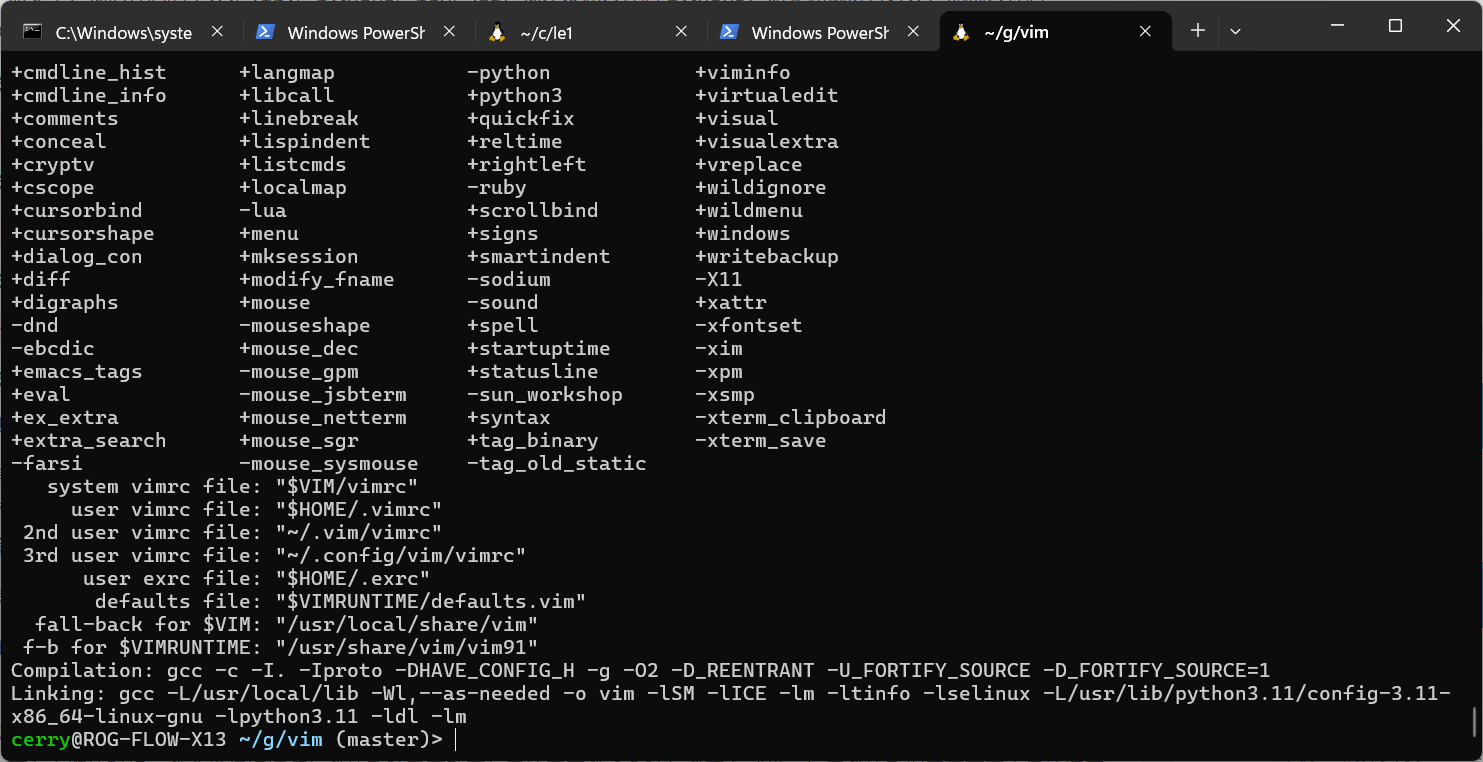 C:\Windows\syste Windows PowerSh ~/c/le1 Windows PowerSh ~/g/vim
+cmdline_hist +langmap -python +viminfo
+cmdline_info +libcall +python3 +virtualedit
+comments +linebreak +quickfix +visual
+conceal +lispindent +reltime +visualextra
+cryptv +listcmds +rightleft +vreplace
+cscope +localmap -ruby +wildignore
+cursorbind -lua +scrollbind +wildmenu
+cursorshape +menu +signs +windows
+dialog_con +mksession +smartindent +writebackup
+diff +modify_fname -sodium -X11
+digraphs +mouse -sound +xattr
-dnd -mouseshape +spell -xfontset
-ebcdic +mouse_dec +startuptime -xim
+emacs_tags -mouse_gpm +statusline -xpm
+eval -mouse_jsbterm -sun_workshop -xsmp
+ex_extra +mouse_netterm +syntax -xterm_clipboard
+extra_search +mouse_sgr +tag_binary -xterm_save
-farsi -mouse_sysmouse -tag_old_static
system vimrc file: "$VIM/vimrc"
user vimrc file: "$HOME/.vimrc"
2nd user vimrc file: "~/.vim/vimrc"
3rd user vimrc file: "~/.config/vim/vimrc"
user exrc file: "$HOME/.exrc"
defaults file: "$VIMRUNTIME/defaults.vim"
fall-back for $VIM: "/usr/local/share/vim"
f-b for $VIMRUNTIME: "/usr/share/vim/vim91"
Compilation: gcc -c -I. -Iproto -DHAVE_CONFIG_H -g -O2 -D_REENTRANT -U_FORTIFY_SOURCE -D_FORTIFY_SOURCE=1
Linking: gcc -L/usr/local/lib -Wl,--as-needed -o vim -lSM -lICE -lm -ltinfo -lselinux -L/usr/lib/python3.11/config-3.11-
x86_64-linux-gnu -lpython3.11 -ldl -lm
cerry@ROG-FLOW-X13 ~/g/vim (master)>